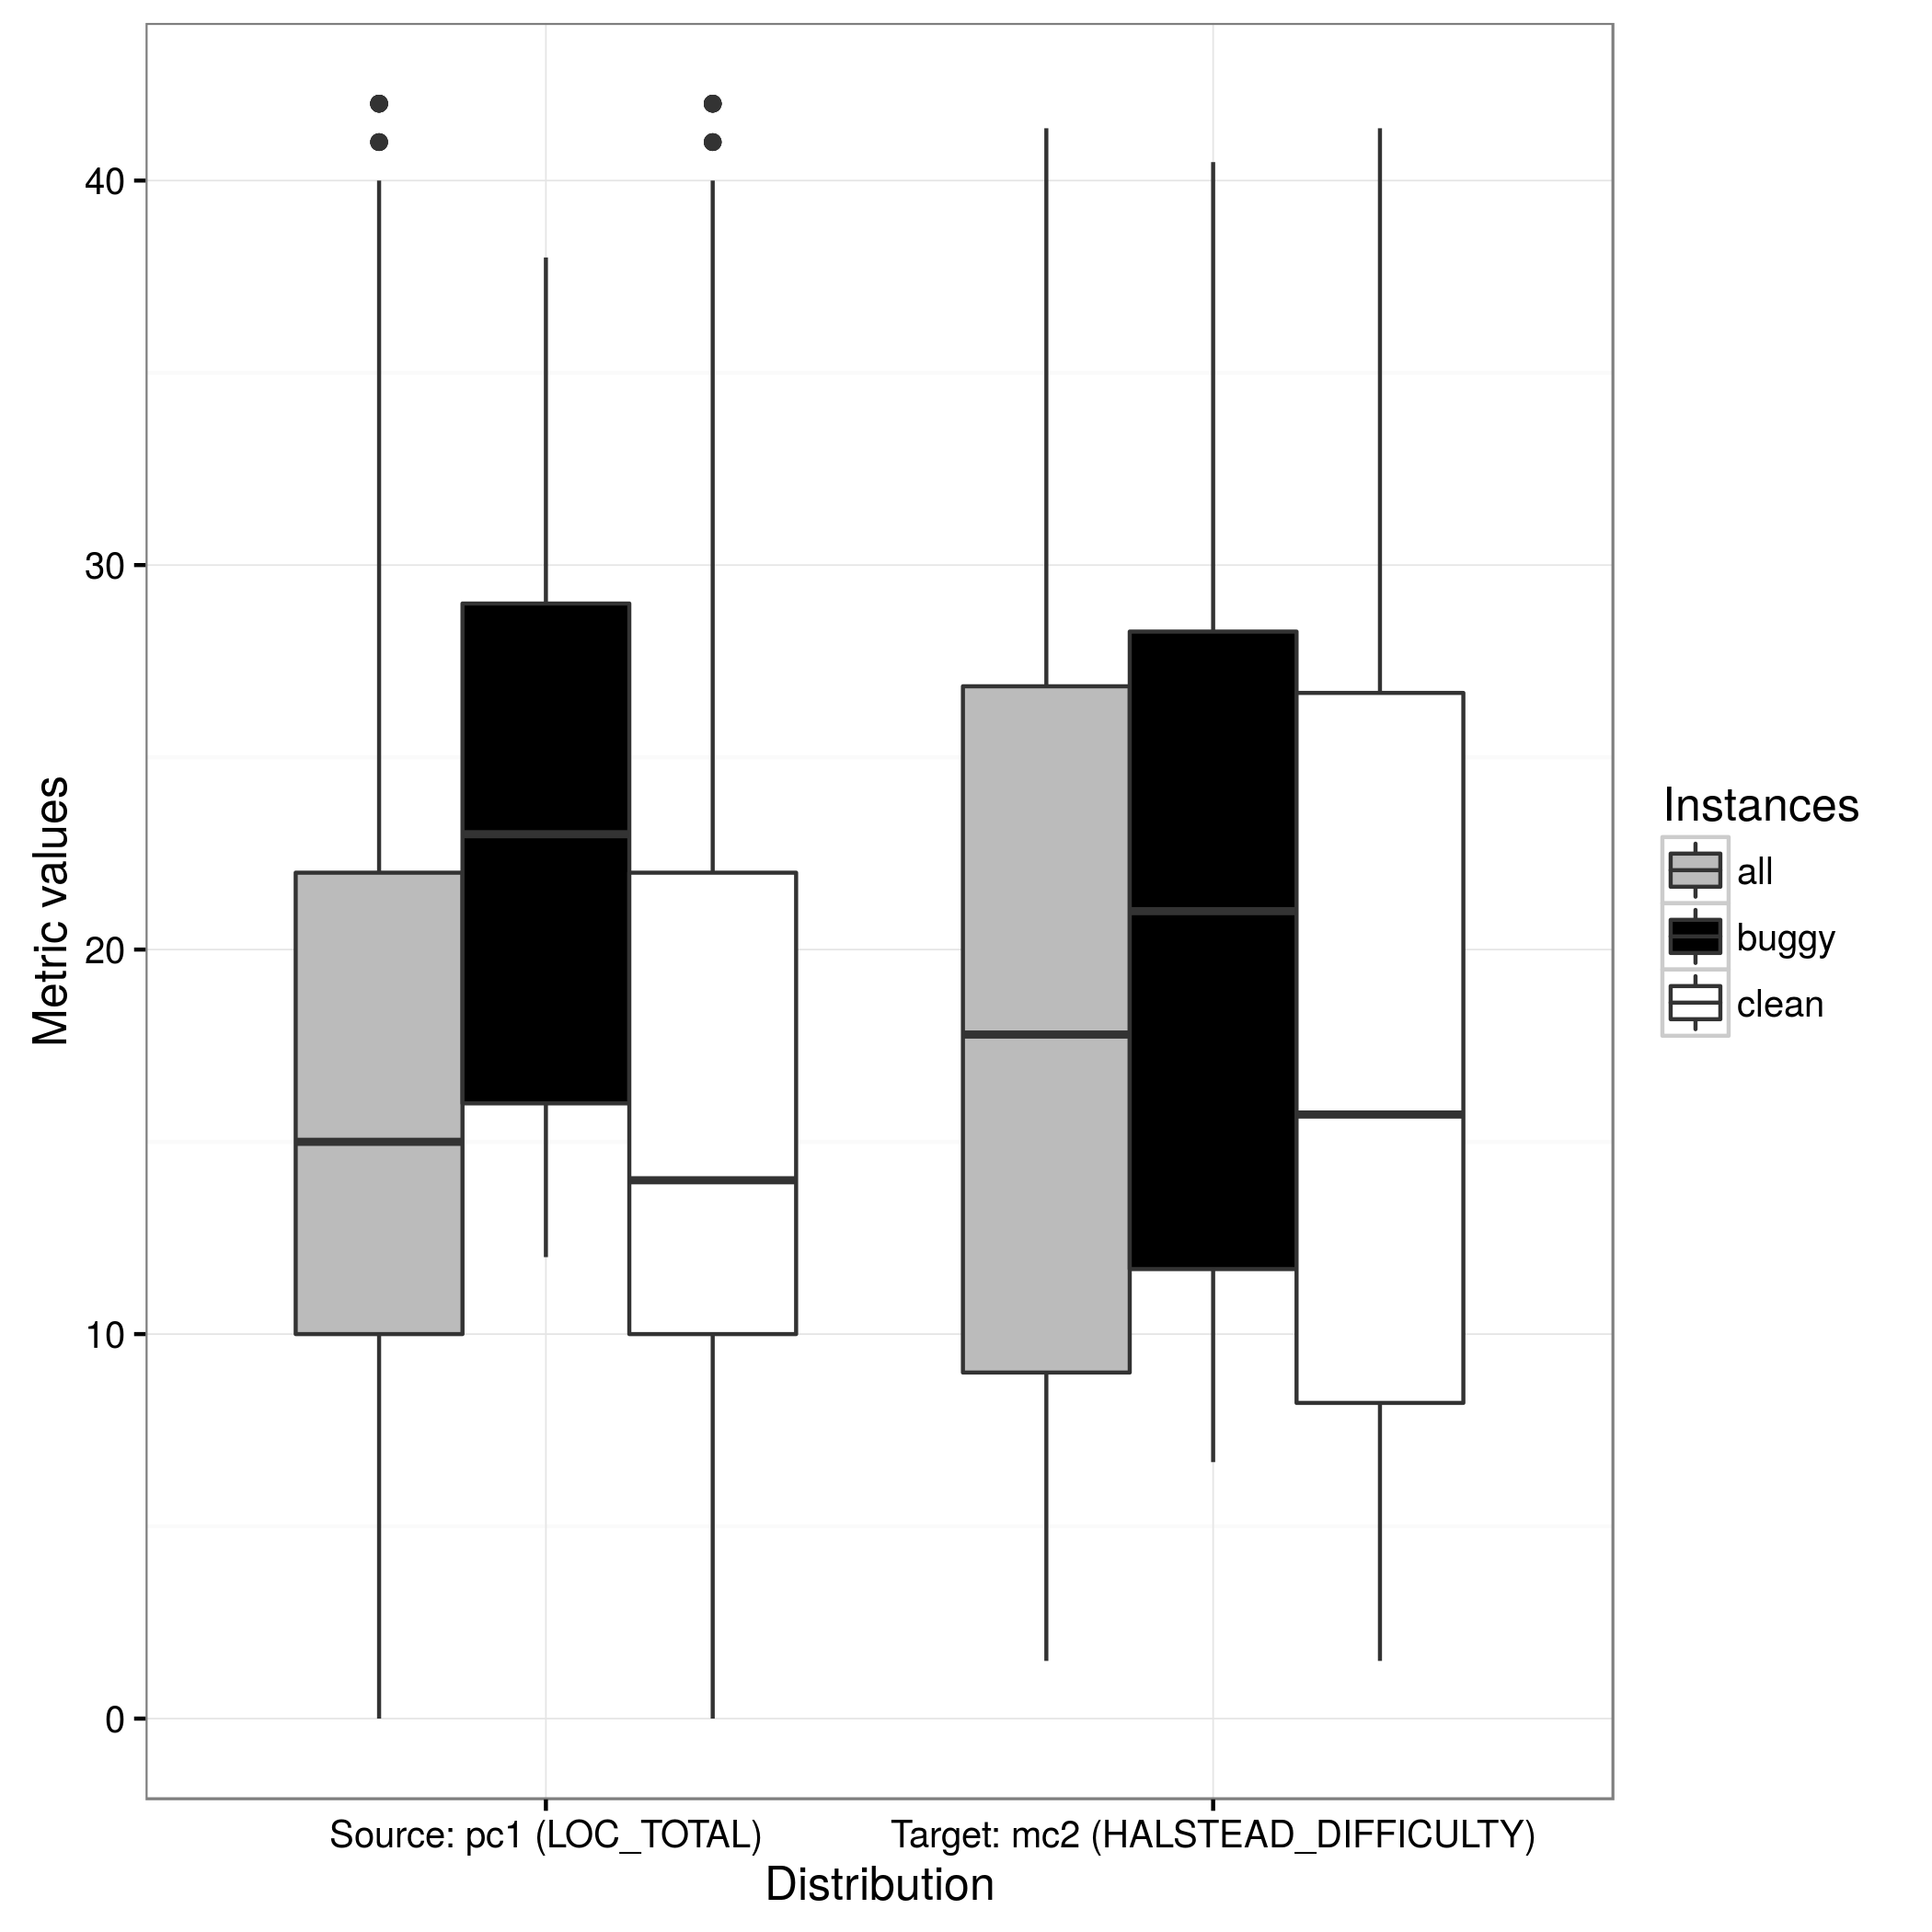 Metric values
40
30
20
10
0
Source: pc1 (LOC_TOTAL)
Target: mc2 (HALSTEAD_DIFFICULTY)
Distribution
Instances
all
buggy
clean